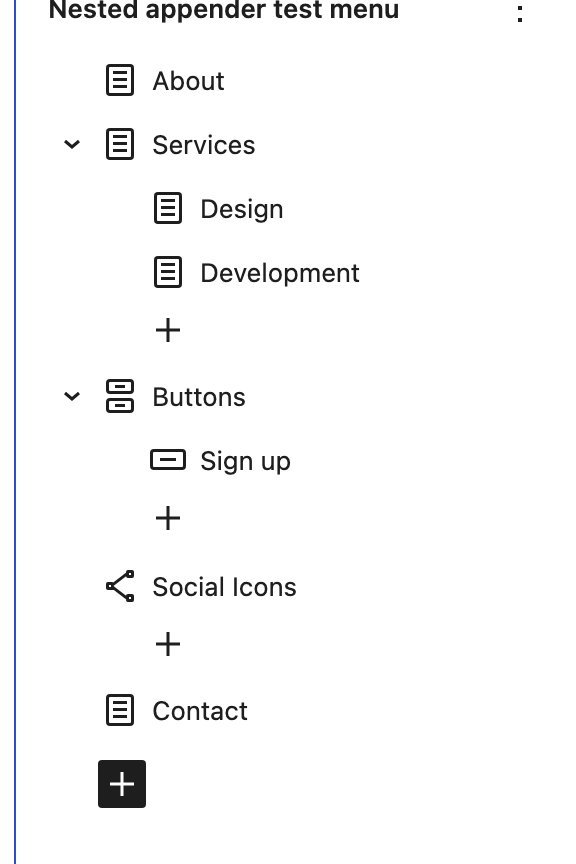 Nested appender test menu
About
Services
Design
Development
Buttons
Sign up
Social Icons
Contact